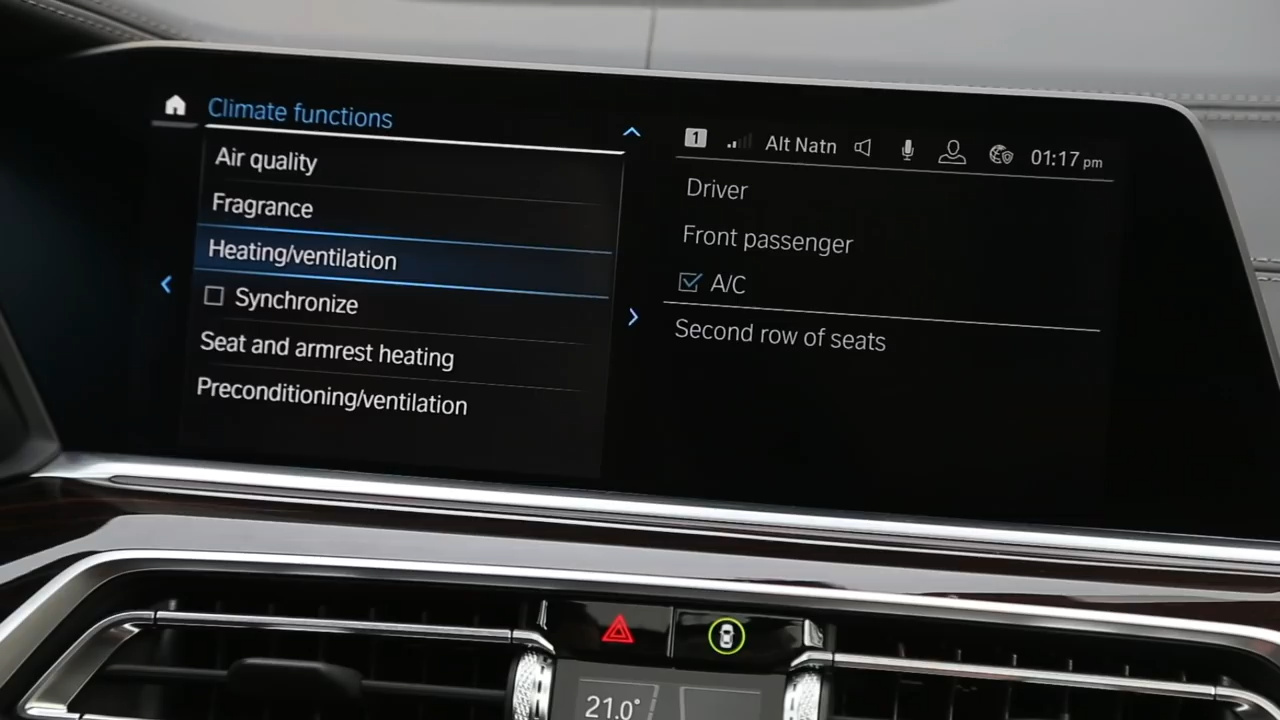 Climate functions
Air quality
Fragrance
Heating/ventilation
Synchronize
Seat and armrest heating
Preconditioning/ventilation
1 Alt Natn 01:17 pm
Driver
Front passenger
A/C
Second row of seats
21.0°